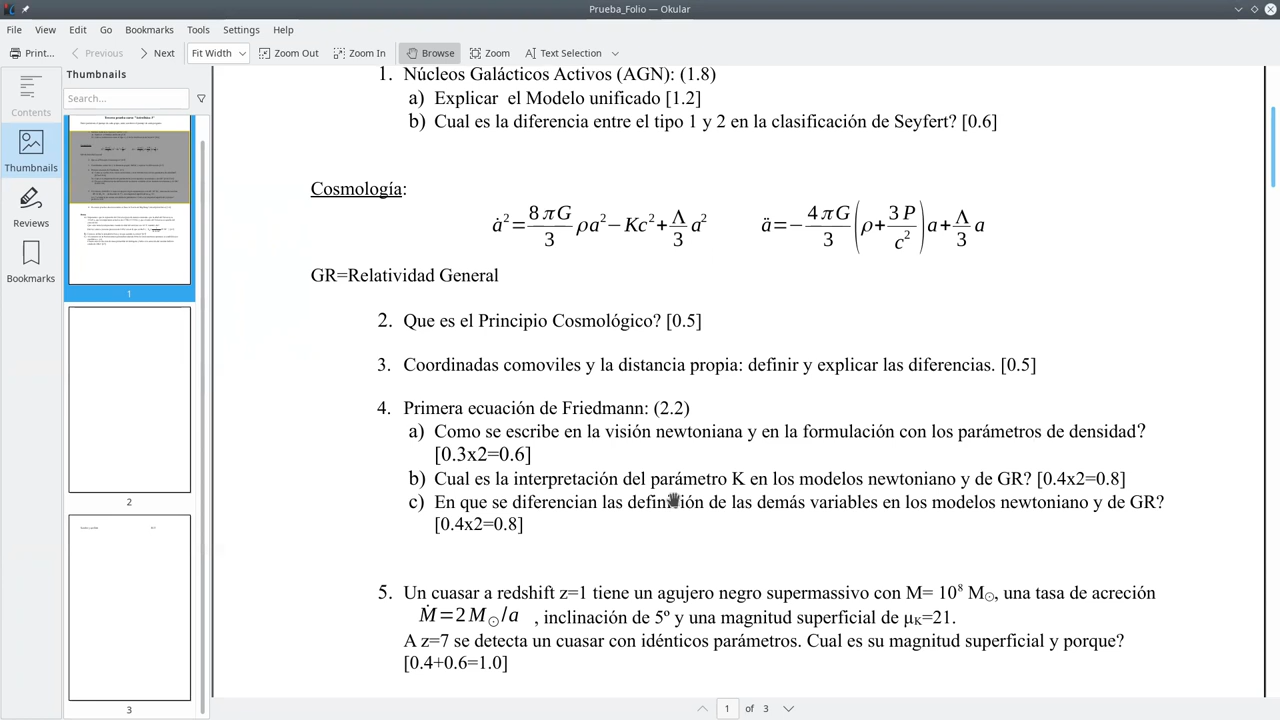 Prueba_Folio — Okular
File View Edit Go Bookmarks Tools Settings Help
Print... Previous Next Fit Width Zoom Out Zoom In Browse Zoom Text Selection
Contents
Thumbnails
Reviews
Bookmarks
Thumbnails
Search...
1
2
3
1. Núcleos Galácticos Activos (AGN): (1.8)
a) Explicar el Modelo unificado [1.2]
b) Cual es la diferencia entre el tipo 1 y 2 en la clasificación de Seyfert? [0.6]
Cosmología:
ȧ²=8πG/3 ρa²−Kc²+Λ/3 a² ä=−4πG/3(ρ+3P/c²)a+Λ/3 a
GR=Relatividad General
2. Que es el Principio Cosmológico? [0.5]
3. Coordinadas comoviles y la distancia propia: definir y explicar las diferencias. [0.5]
4. Primera ecuación de Friedmann: (2.2)
a) Como se escribe en la visión newtoniana y en la formulación con los parámetros de densidad?
[0.3x2=0.6]
b) Cual es la interpretación del parámetro K en los modelos newtoniano y de GR? [0.4x2=0.8]
c) En que se diferencian las definición de las demás variables en los modelos newtoniano y de GR?
[0.4x2=0.8]
5. Un cuasar a redshift z=1 tiene un agujero negro supermassivo con M= 10⁸ M☉, una tasa de acreción
Ṁ=2M☉/a , inclinación de 5º y una magnitud superficial de μK=21.
A z=7 se detecta un cuasar con idénticos parámetros. Cual es su magnitud superficial y porque?
[0.4+0.6=1.0]
1 of 3